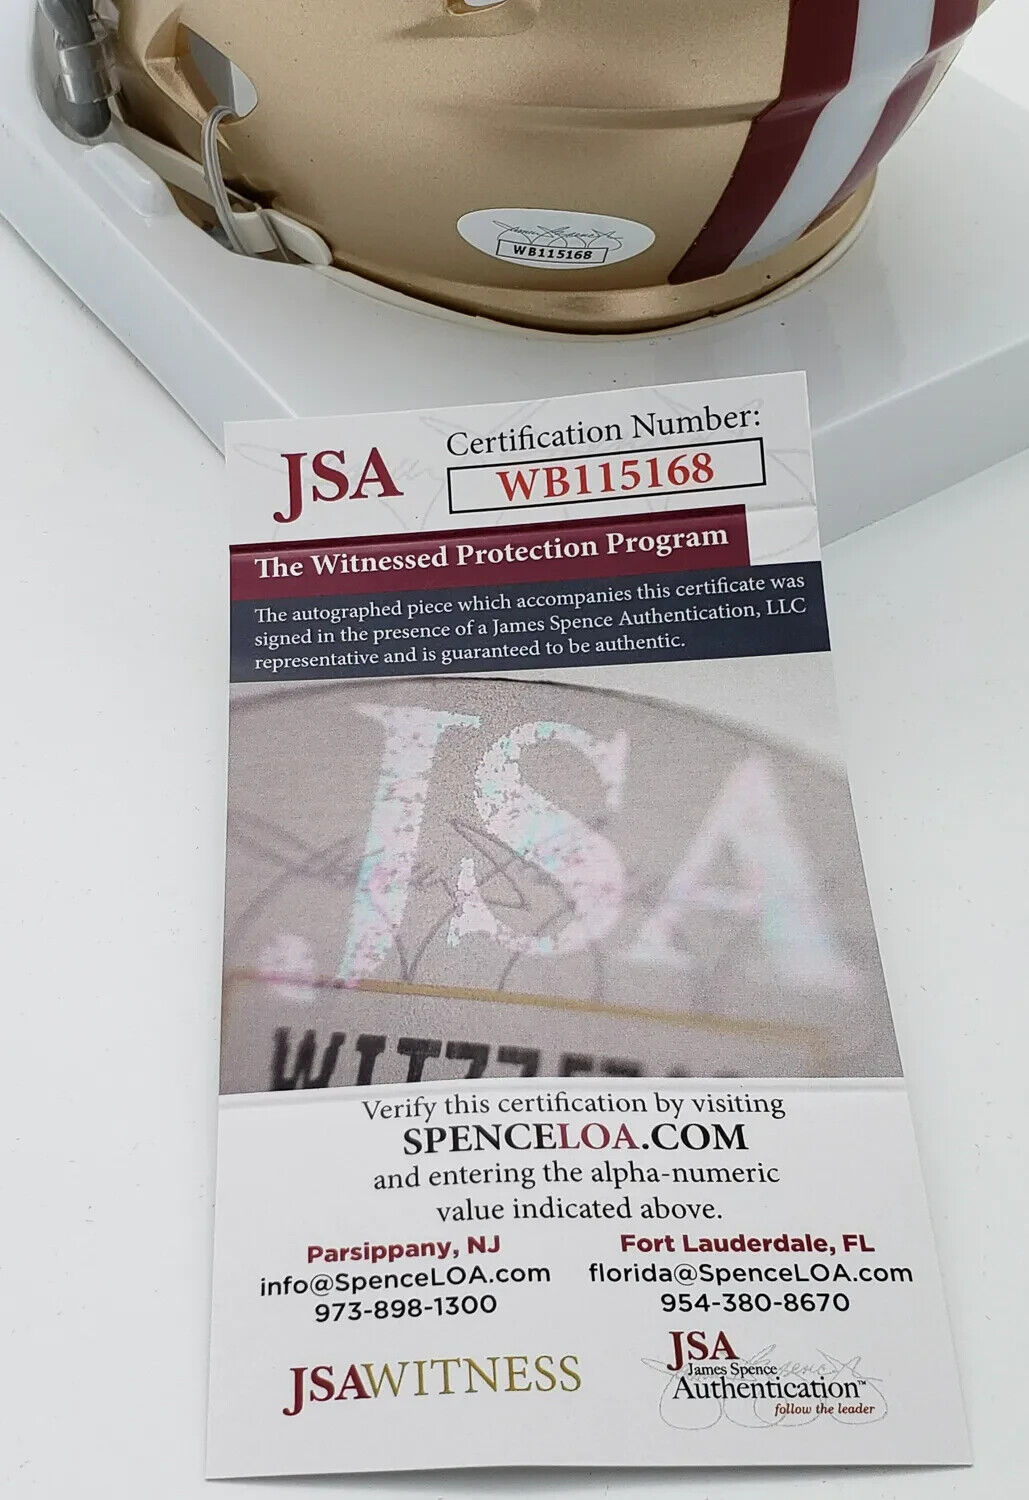 WB115168
JSA
Certification Number:
WB115168
The Witnessed Protection Program
The autographed piece which accompanies this certificate was
signed in the presence of a James Spence Authentication, LLC
representative and is guaranteed to be authentic.
JSA
Verify this certification by visiting
SPENCELOA.COM
and entering the alpha-numeric
value indicated above.
Parsippany, NJ
info@SpenceLOA.com
973-898-1300
Fort Lauderdale, FL
florida@SpenceLOA.com
954-380-8670
JSAWITNESS
JSA
James Spence
Authentication™
follow the leader